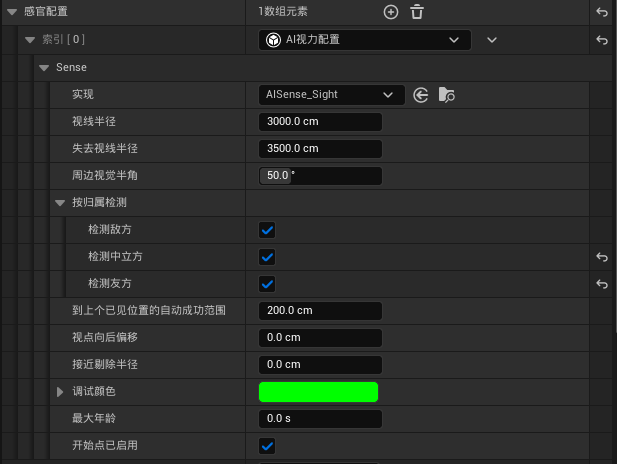 感官配置 1数组元素
索引 [ 0 ] AI视力配置
Sense
实现 AISense_Sight
视线半径 3000.0 cm
失去视线半径 3500.0 cm
周边视觉半角 50.0 °
按归属检测
检测敌方
检测中立方
检测友方
到上个已见位置的自动成功范围 200.0 cm
视点向后偏移 0.0 cm
接近剔除半径 0.0 cm
调试颜色
最大年龄 0.0 s
开始点已启用